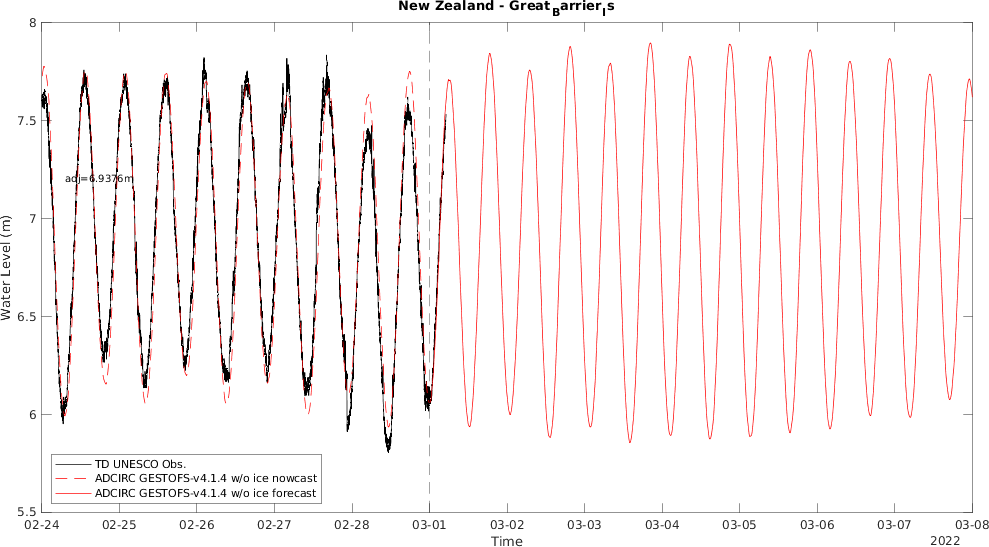 New Zealand - GreatBarrierIs
8
7.5
7
6.5
6
5.5
Water Level (m)
adj=6.9376m
TD UNESCO Obs.
ADCIRC GESTOFS-v4.1.4 w/o ice nowcast
ADCIRC GESTOFS-v4.1.4 w/o ice forecast
02-24 02-25 02-26 02-27 02-28 03-01 03-02 03-03 03-04 03-05 03-06 03-07 03-08
Time
2022